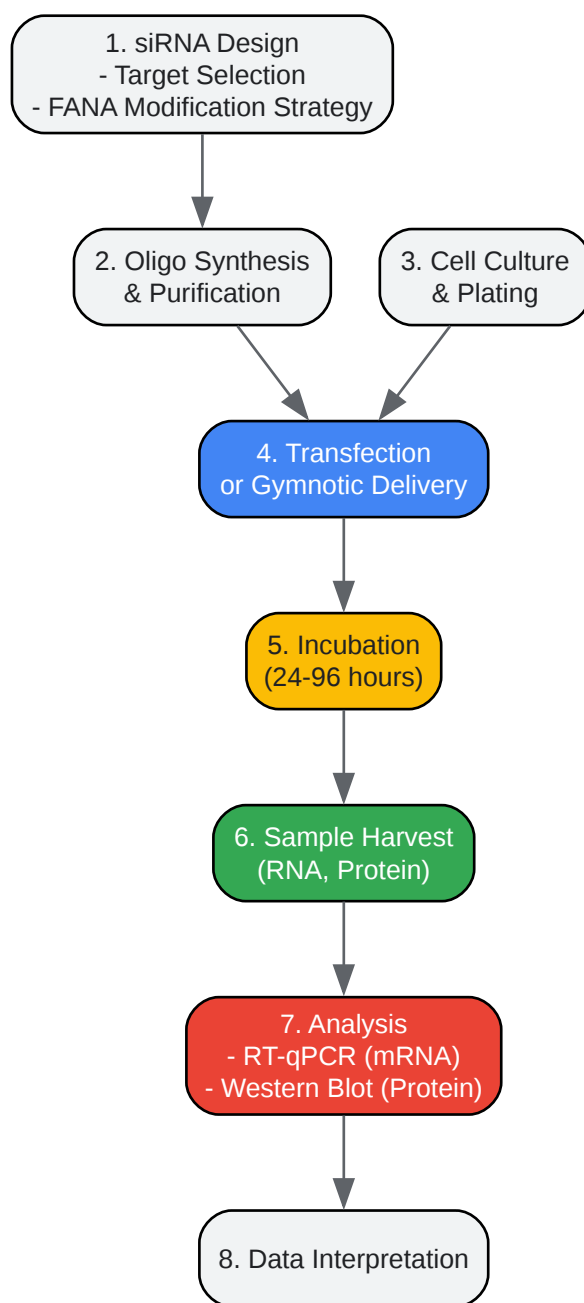 1. siRNA Design
- Target Selection
- FANA Modification Strategy
2. Oligo Synthesis
& Purification
3. Cell Culture
& Plating
4. Transfection
or Gymnotic Delivery
5. Incubation
(24-96 hours)
6. Sample Harvest
(RNA, Protein)
7. Analysis
- RT-qPCR (mRNA)
- Western Blot (Protein)
8. Data Interpretation